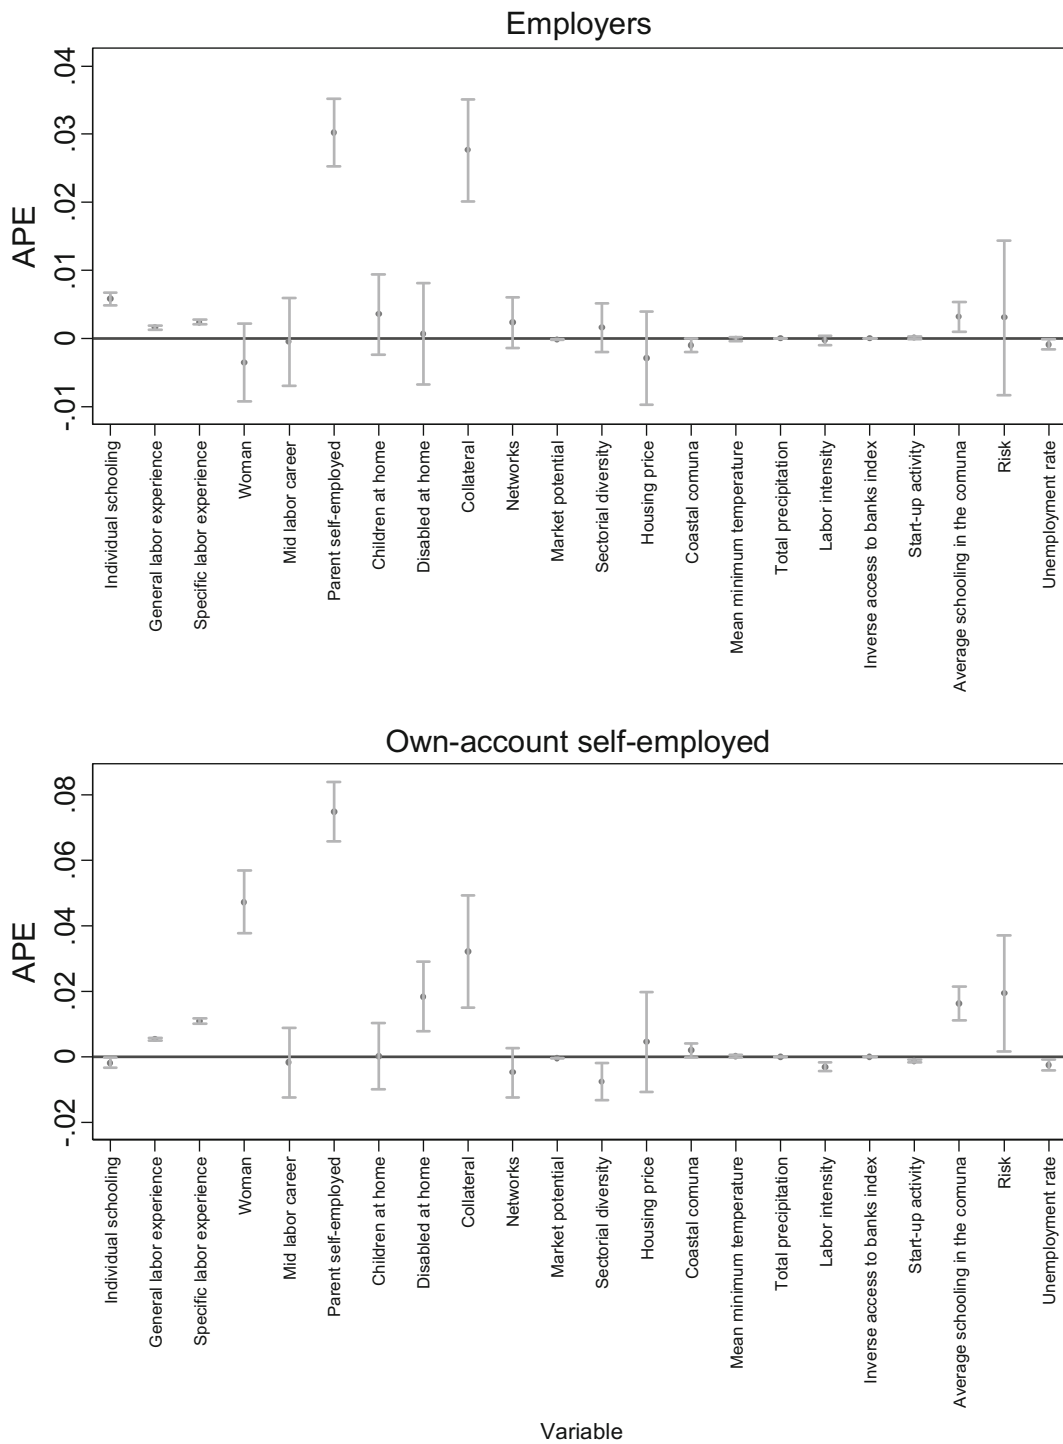 Employers
APE
.04
.03
.02
.01
0
-.01
Individual schooling
General labor experience
Specific labor experience
Woman
Mid labor career
Parent self-employed
Children at home
Disabled at home
Collateral
Networks
Market potential
Sectorial diversity
Housing price
Coastal comuna
Mean minimum temperature
Total precipitation
Labor intensity
Inverse access to banks index
Start-up activity
Average schooling in the comuna
Risk
Unemployment rate
Own-account self-employed
APE
.08
.06
.04
.02
0
-.02
Individual schooling
General labor experience
Specific labor experience
Woman
Mid labor career
Parent self-employed
Children at home
Disabled at home
Collateral
Networks
Market potential
Sectorial diversity
Housing price
Coastal comuna
Mean minimum temperature
Total precipitation
Labor intensity
Inverse access to banks index
Start-up activity
Average schooling in the comuna
Risk
Unemployment rate
Variable